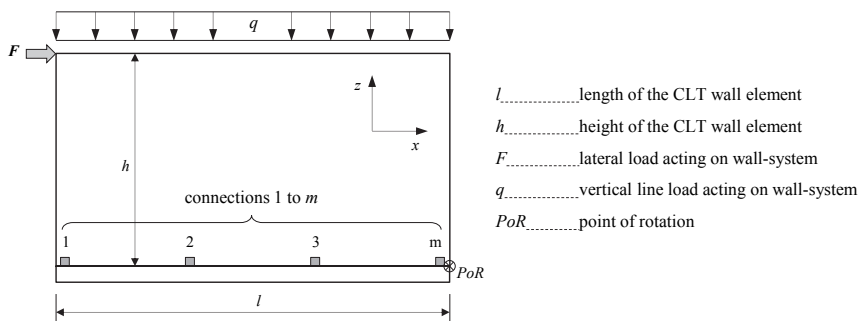 q
F
z
x
h
connections 1 to m
1 2 3 m
PoR
l
l ............ length of the CLT wall element
h ............ height of the CLT wall element
F ............ lateral load acting on wall-system
q ............ vertical line load acting on wall-system
PoR ........ point of rotation